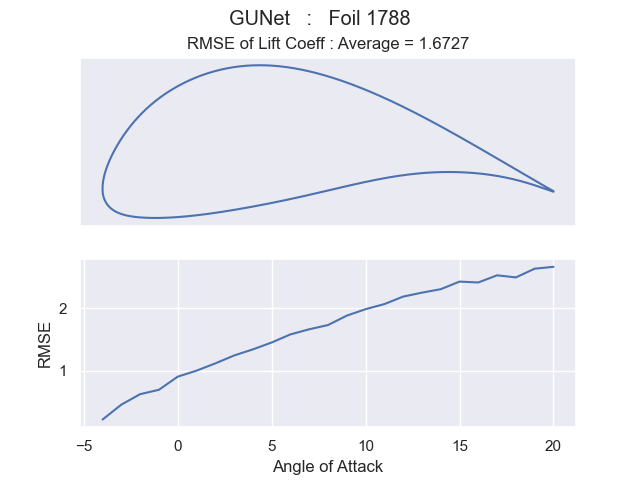 GUNet   :   Foil 1788
RMSE of Lift Coeff : Average = 1.6727
RMSE
2
1
−5
0
5
10
15
20
Angle of Attack